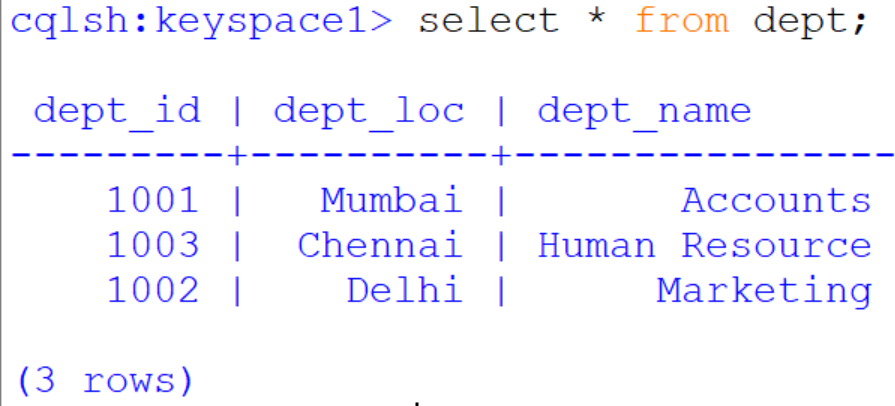 cqlsh:keyspace1> select * from dept;
dept_id | dept_loc | dept_name
---------+----------+----------------
1001 | Mumbai | Accounts
1003 | Chennai | Human Resource
1002 | Delhi | Marketing
(3 rows)